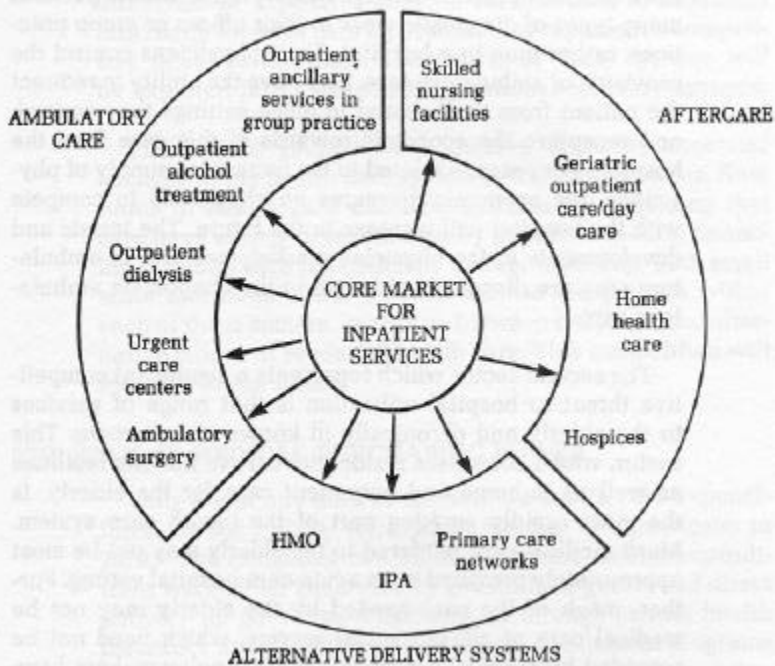 Outpatient
ancillary
services in
group practice
Skilled
nursing
facilities
AMBULATORY
CARE
AFTERCARE
Outpatient
alcohol
treatment
Geriatric
outpatient
care/day
care
Outpatient
dialysis
CORE MARKET
FOR
INPATIENT
SERVICES
Home
health
care
Urgent
care
centers
Ambulatory
surgery
Hospices
HMO
IPA
Primary care
networks
ALTERNATIVE DELIVERY SYSTEMS